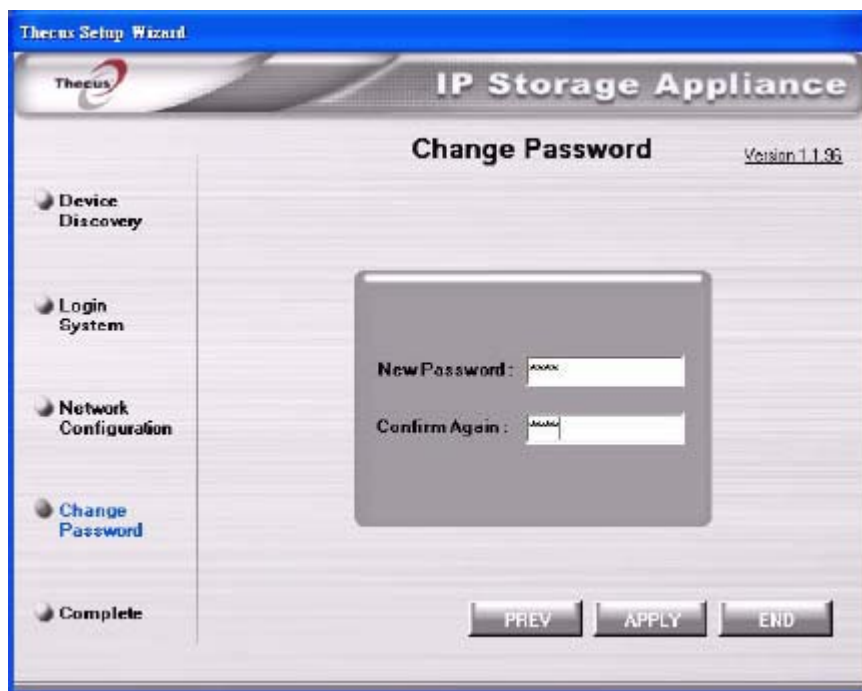 Thecus Setup Wizard
Thecus
IP Storage Appliance
Change Password
Version 1.1.96
Device
Discovery
Login
System
Network
Configuration
Change
Password
Complete
New Password : ****
Confirm Again : ****
PREV
APPLY
END